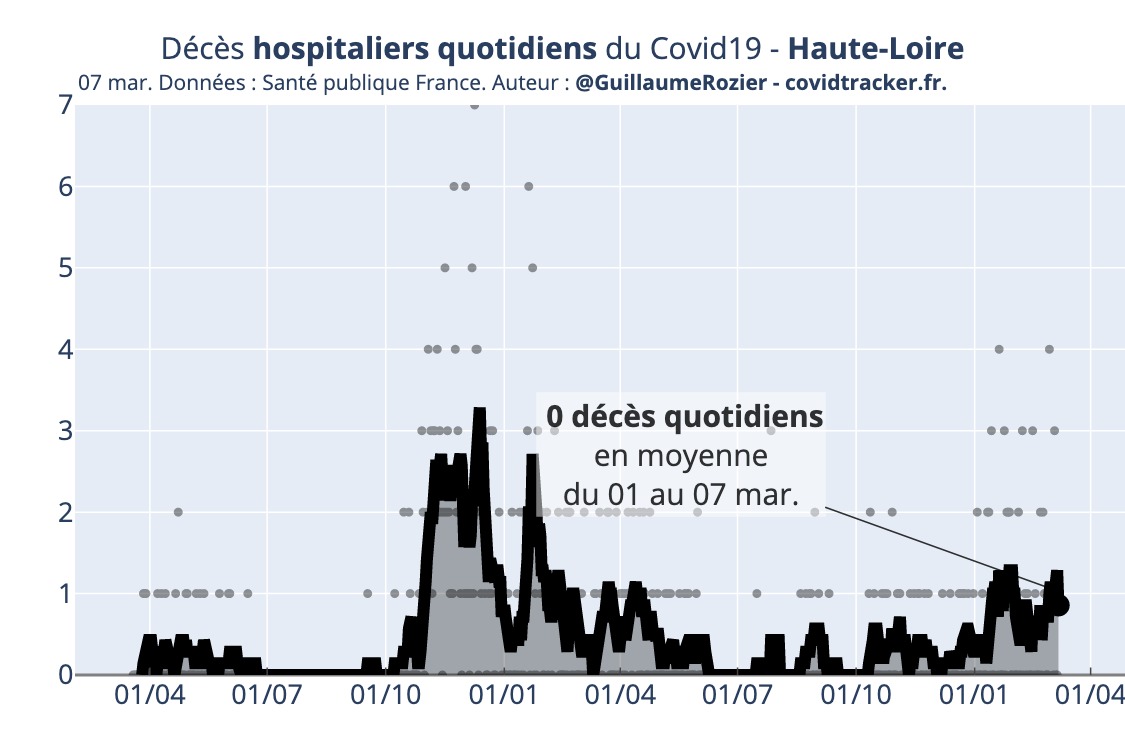 Décès hospitaliers quotidiens du Covid19 - Haute-Loire
07 mar. Données : Santé publique France. Auteur : @GuillaumeRozier - covidtracker.fr.
7
6
5
4
3
2
1
0
0 décès quotidiens
en moyenne
du 01 au 07 mar.
01/04 01/07 01/10 01/01 01/04 01/07 01/10 01/01 01/04